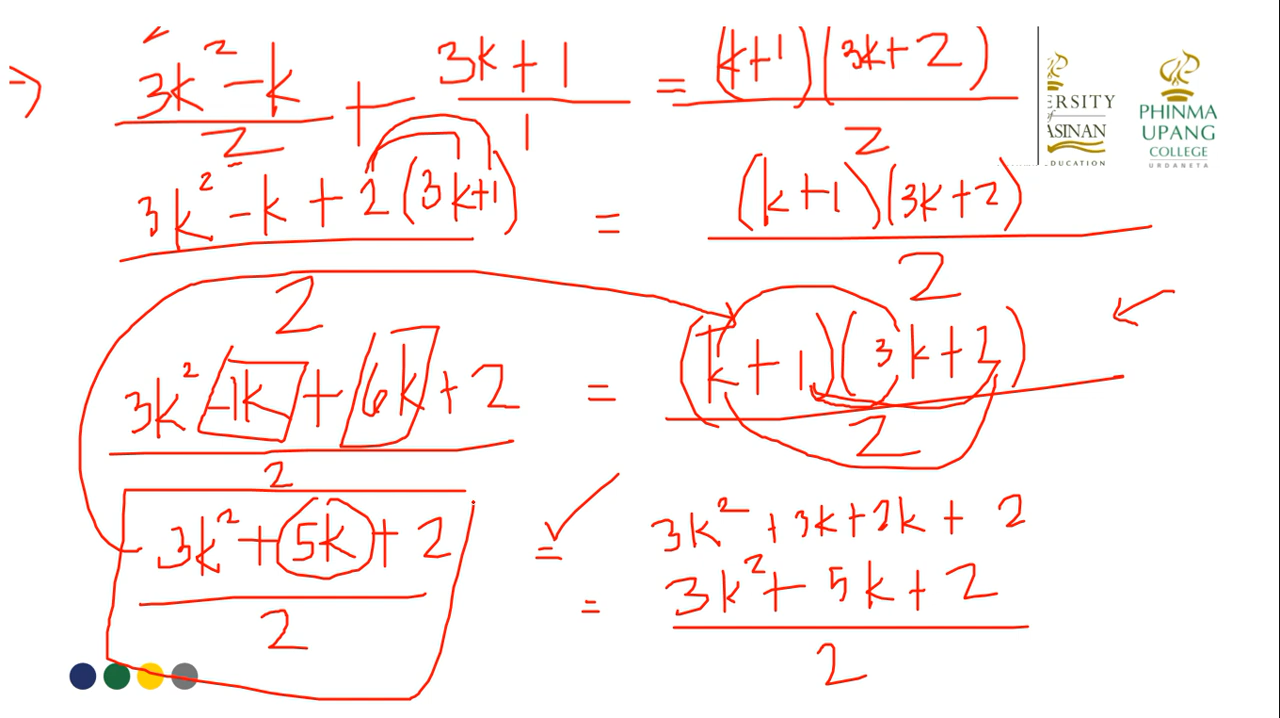 ⇒ (3k² - k)/2 + (3k + 1)/1 = (k+1)(3k+2)/2
(3k² - k + 2(3k+1))/2 = (k+1)(3k+2)/2
(3k² - 1k + 6k + 2)/2 = (k+1)(3k+2)/2
(3k² + 5k + 2)/2 = 3k² + 3k + 2k + 2
= (3k² + 5k + 2)/2
ERSITY
of
ASINAN
DUCATION
PHINMA
UPANG
COLLEGE
URDANETA